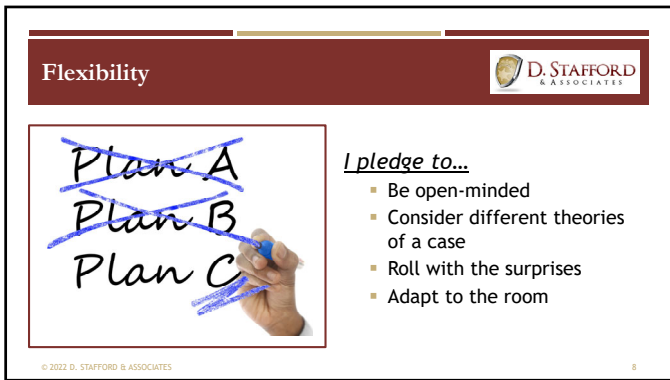 Flexibility
D. STAFFORD
& ASSOCIATES
Plan A
Plan B
Plan C
I pledge to…
▪ Be open-minded
▪ Consider different theories
of a case
▪ Roll with the surprises
▪ Adapt to the room
© 2022 D. STAFFORD & ASSOCIATES
8